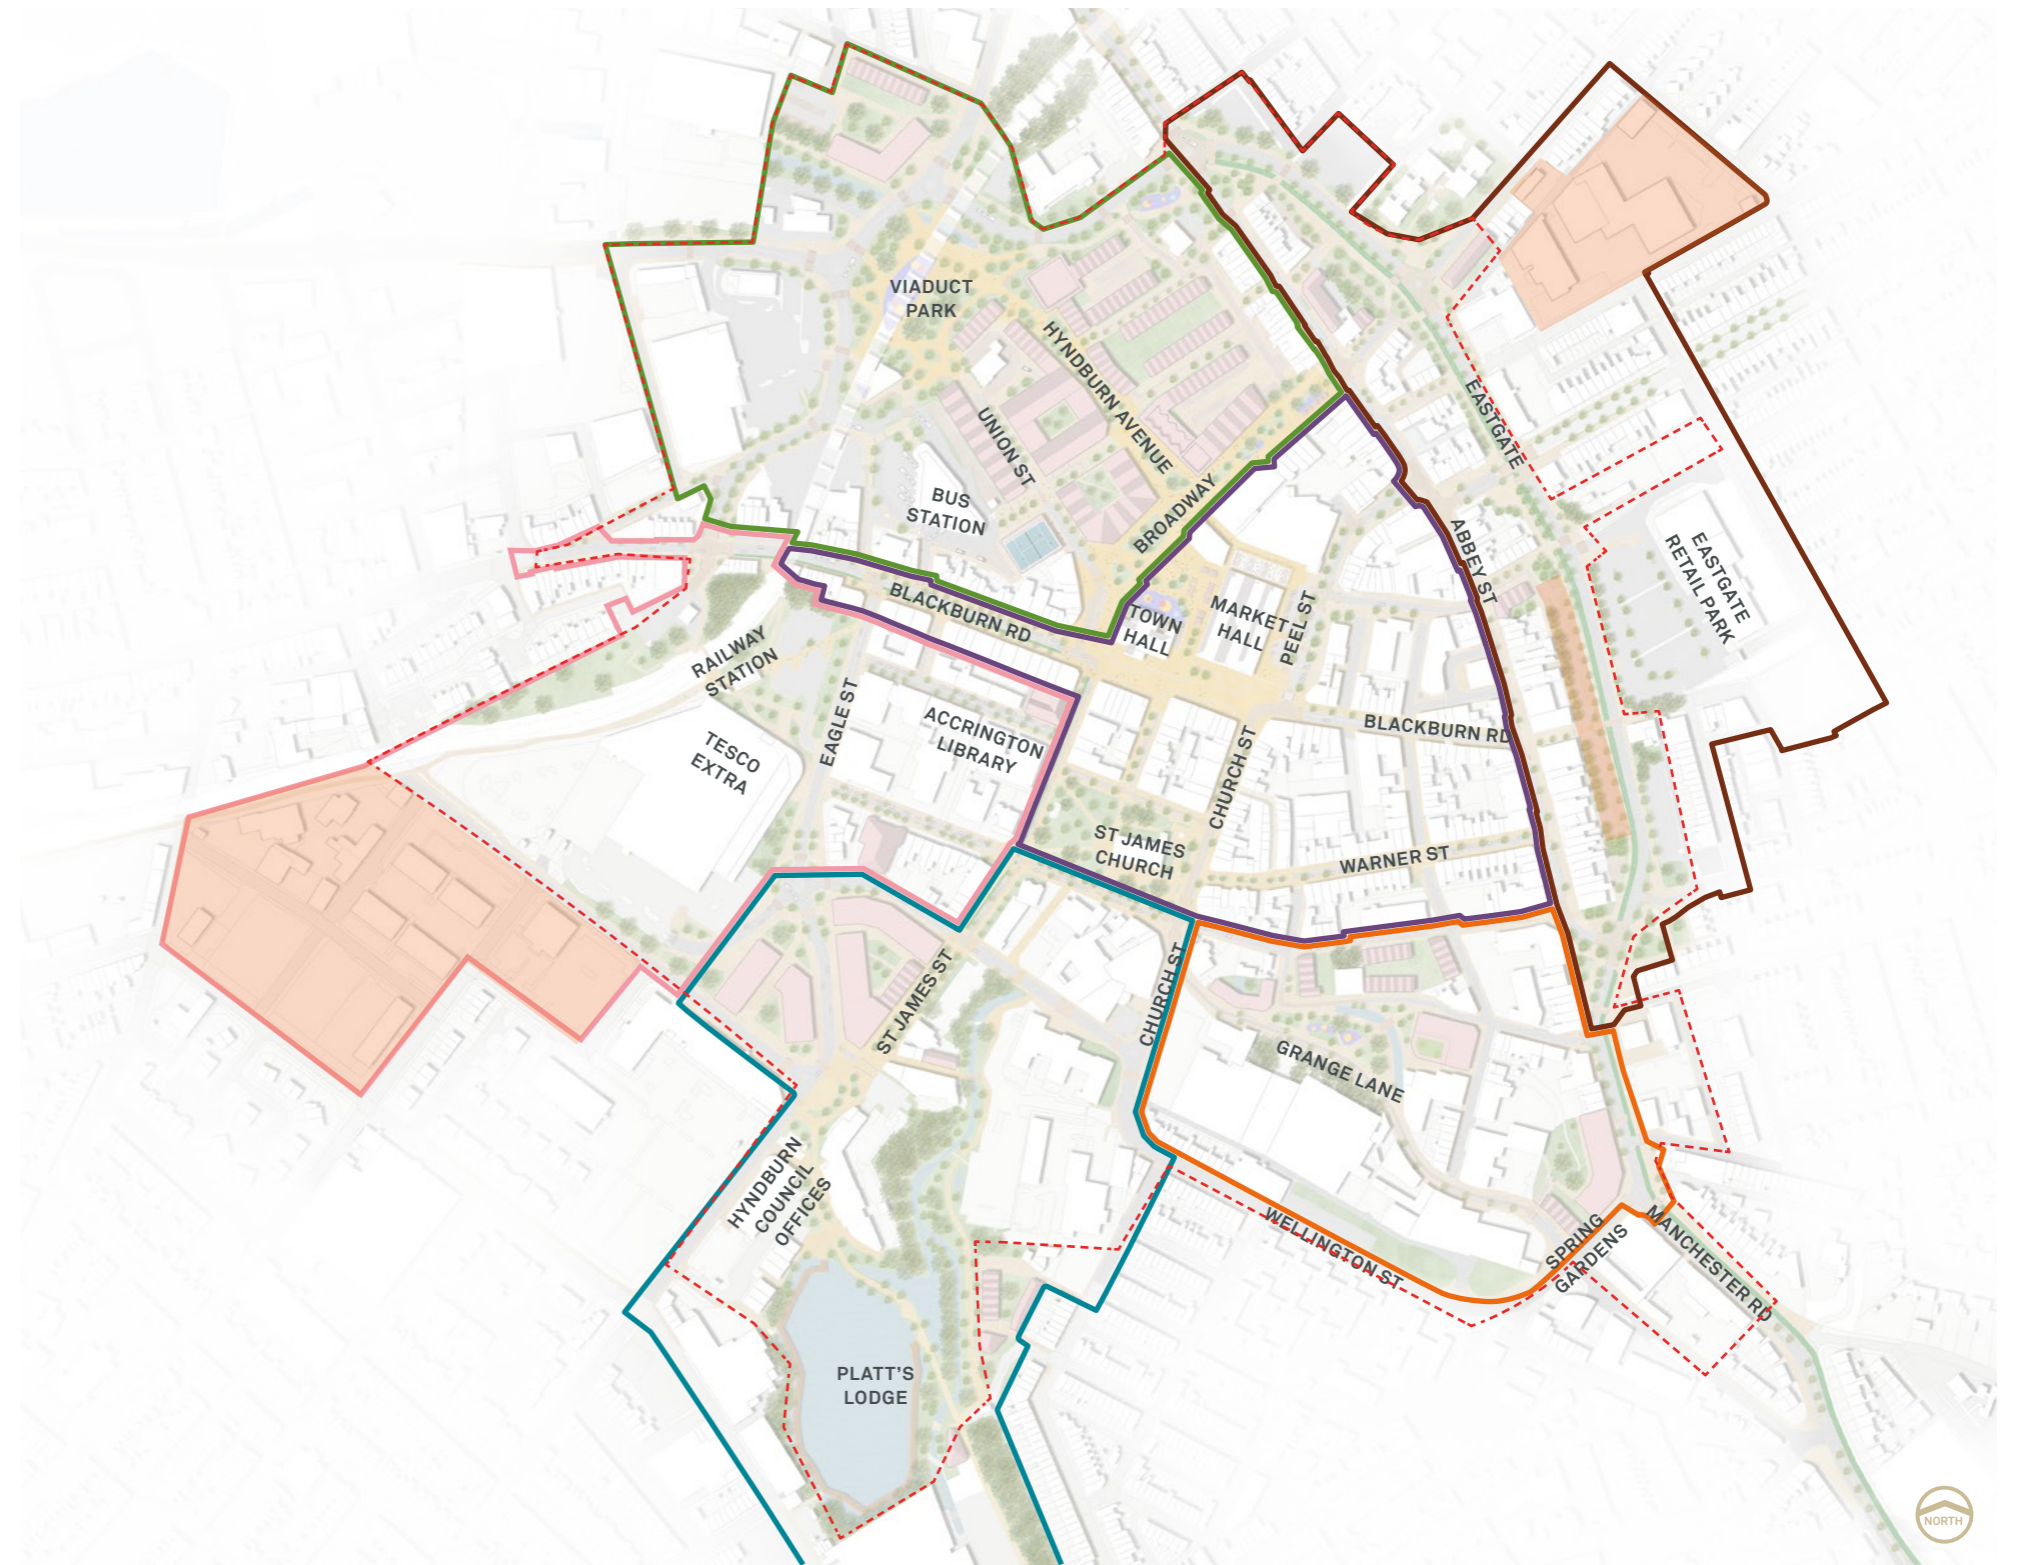 VIADUCT
PARK
HYNDBURN AVENUE
UNION ST
EASTGATE
BUS
STATION
BROADWAY
ABBEY ST
EASTGATE
RETAIL PARK
BLACKBURN RD
TOWN
HALL
MARKET
HALL
PEEL ST
RAILWAY
STATION
EAGLE ST
ACCRINGTON
LIBRARY
TESCO
EXTRA
CHURCH ST
BLACKBURN RD
ST JAMES
CHURCH
WARNER ST
ST JAMES ST
CHURCH ST
GRANGE LANE
HYNDBURN
COUNCIL
OFFICES
WELLINGTON ST
SPRING
GARDENS
MANCHESTER RD
PLATT'S
LODGE
NORTH